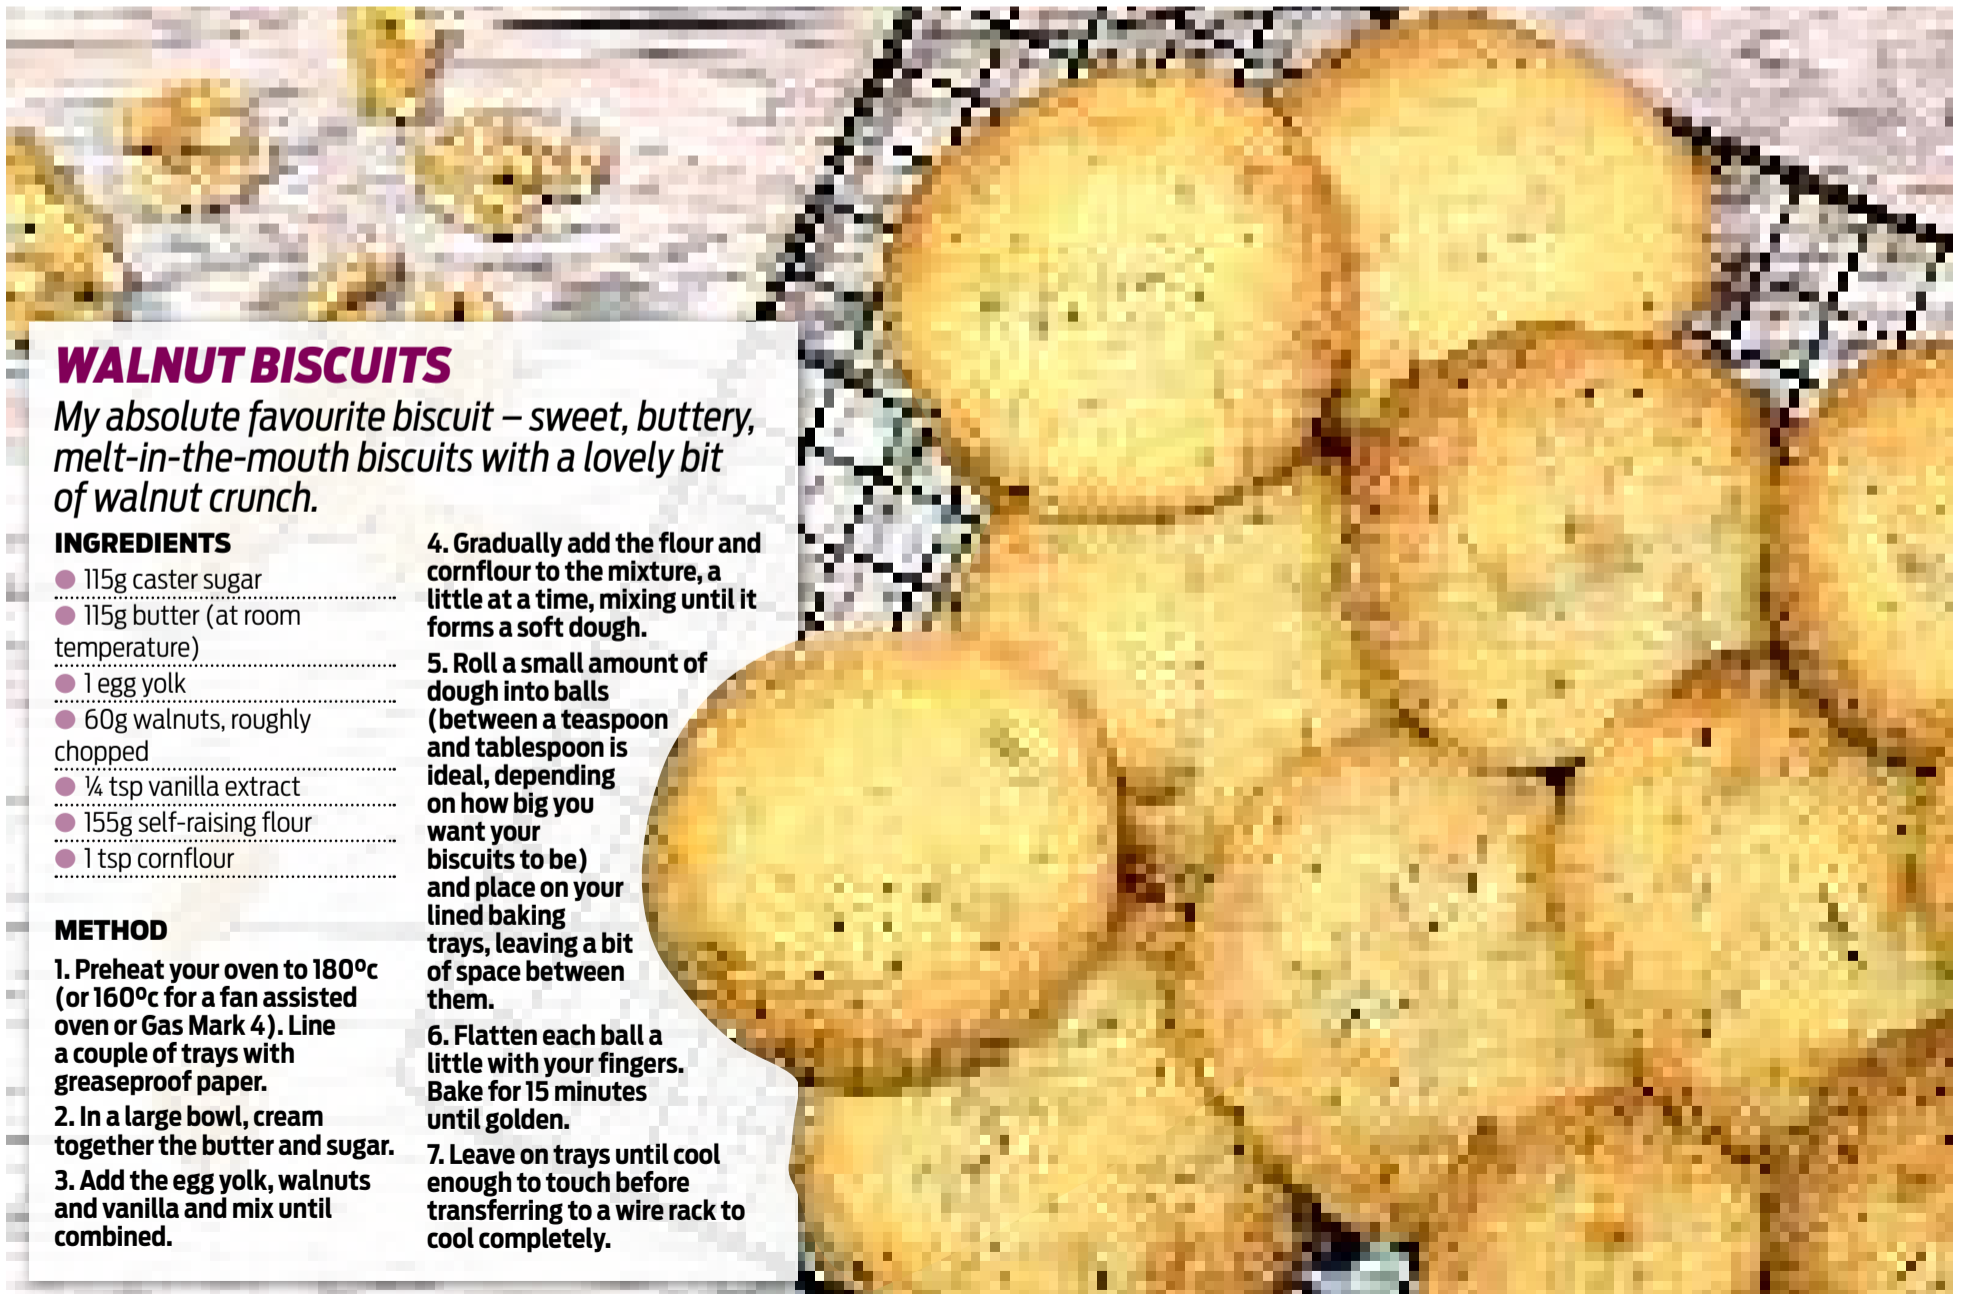 WALNUT BISCUITS
My absolute favourite biscuit – sweet, buttery,
melt-in-the-mouth biscuits with a lovely bit
of walnut crunch.
INGREDIENTS
● 115g caster sugar
● 115g butter (at room
temperature)
● 1 egg yolk
● 60g walnuts, roughly
chopped
● ¼ tsp vanilla extract
● 155g self-raising flour
● 1 tsp cornflour
METHOD
1. Preheat your oven to 180ºc
(or 160ºc for a fan assisted
oven or Gas Mark 4). Line
a couple of trays with
greaseproof paper.
2. In a large bowl, cream
together the butter and sugar.
3. Add the egg yolk, walnuts
and vanilla and mix until
combined.
4. Gradually add the flour and
cornflour to the mixture, a
little at a time, mixing until it
forms a soft dough.
5. Roll a small amount of
dough into balls
(between a teaspoon
and tablespoon is
ideal, depending
on how big you
want your
biscuits to be)
and place on your
lined baking
trays, leaving a bit
of space between
them.
6. Flatten each ball a
little with your fingers.
Bake for 15 minutes
until golden.
7. Leave on trays until cool
enough to touch before
transferring to a wire rack to
cool completely.